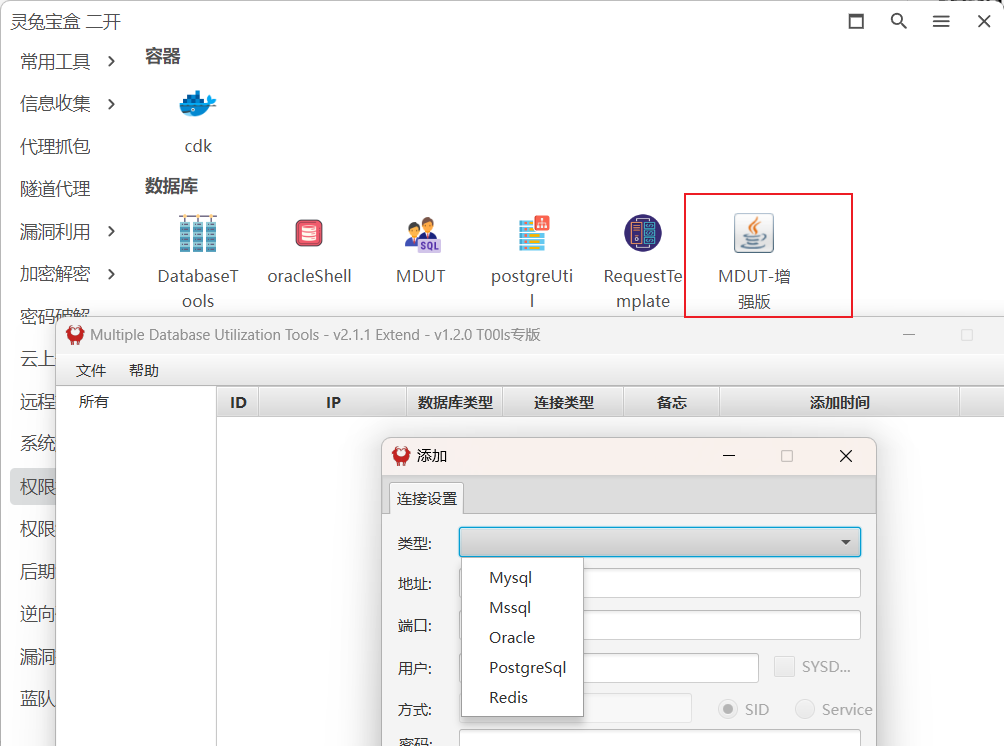 灵兔宝盒 二开
常用工具
信息收集
代理抓包
隧道代理
漏洞利用
加密解密
密码破解
云上
远程
系统
权限
权限
后期
逆向
漏洞
蓝队
容器
cdk
数据库
DatabaseT
ools
oracleShell
MDUT
postgreUti
l
RequestTe
mplate
MDUT-增
强版
Multiple Database Utilization Tools - v2.1.1 Extend - v1.2.0 T00ls专版
文件 帮助
所有
ID IP 数据库类型 连接类型 备忘 添加时间
添加
连接设置
类型:
Mysql
Mssql
Oracle
PostgreSql
Redis
地址:
端口:
用户: SYSD...
方式: SID Service
密码: